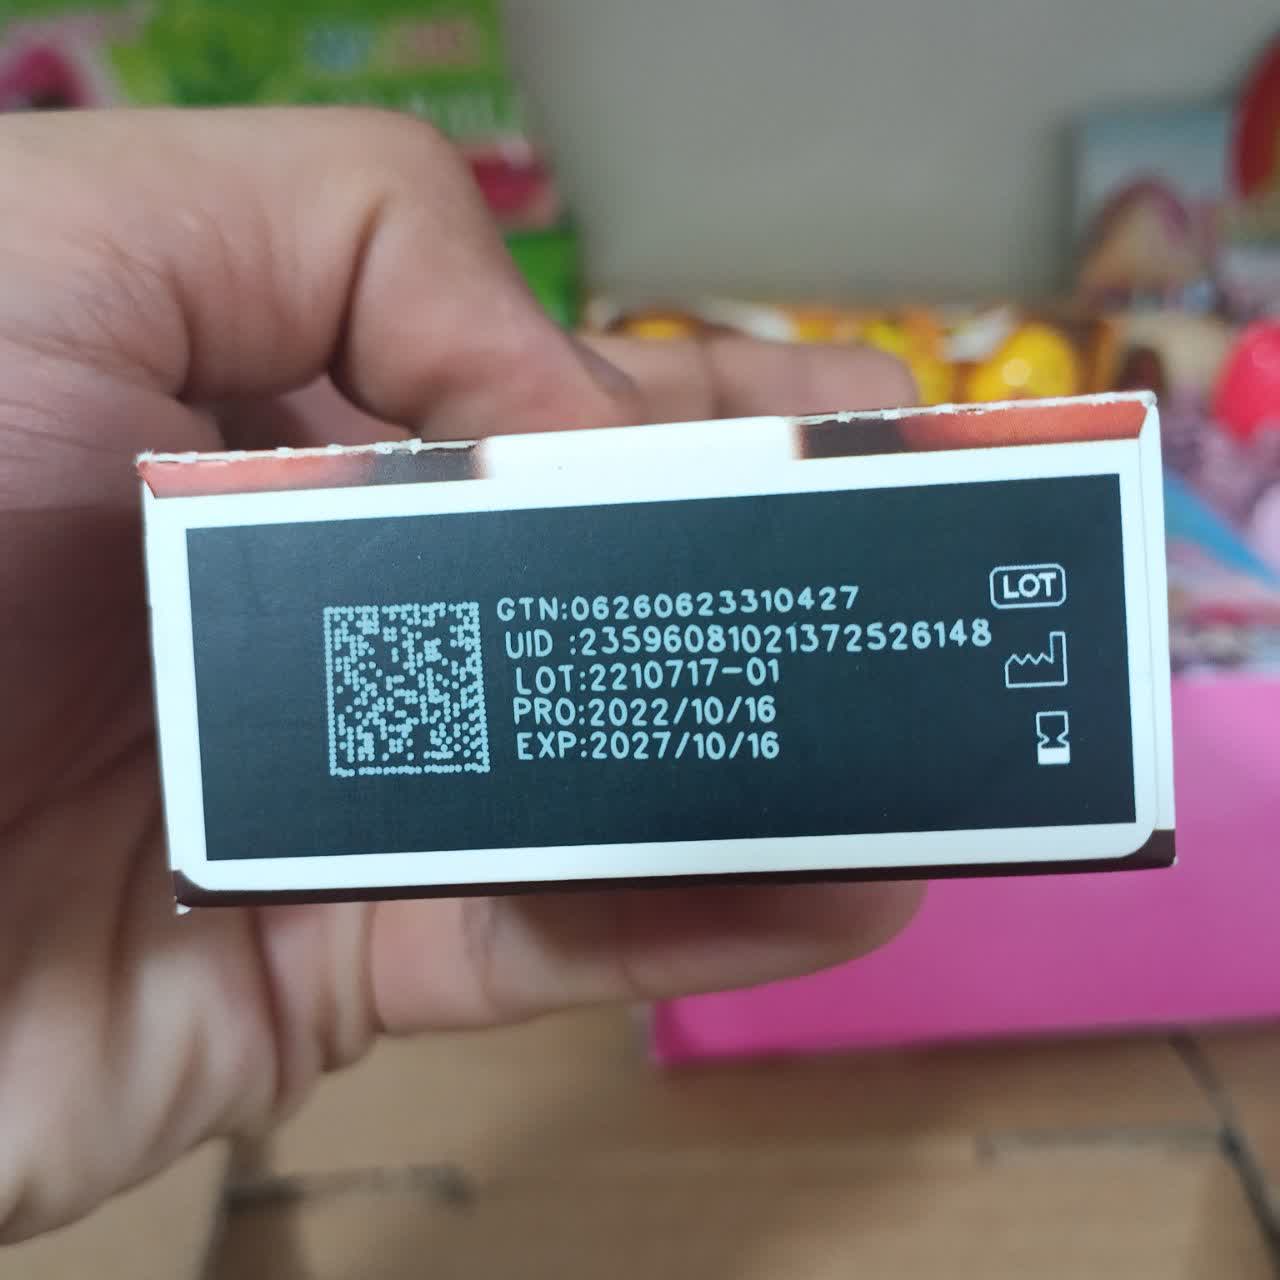 GTN:06260623310427
UID :23596081021372526148
LOT:2210717-01
PRO:2022/10/16
EXP:2027/10/16
LOT